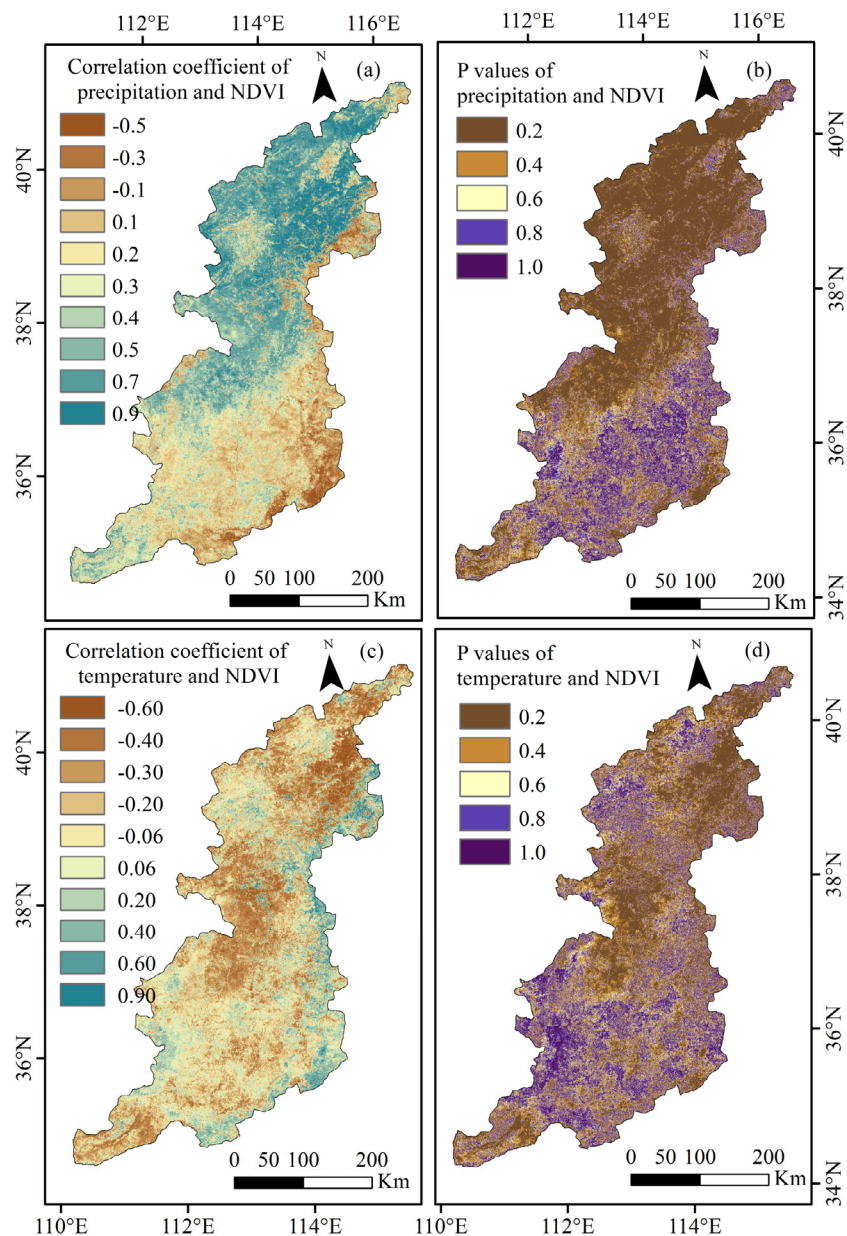 112°E 114°E 116°E 112°E 114°E 116°E
Correlation coefficient of
precipitation and NDVI
N
(a)
-0.5
-0.3
-0.1
0.1
0.2
0.3
0.4
0.5
0.7
0.9
40°N
38°N
36°N
0 50 100 200
Km
P values of
precipitation and NDVI
N
(b)
0.2
0.4
0.6
0.8
1.0
40°N
38°N
36°N
34°N
0 50 100 200
Km
Correlation coefficient of
temperature and NDVI
N
(c)
-0.60
-0.40
-0.30
-0.20
-0.06
0.06
0.20
0.40
0.60
0.90
40°N
38°N
36°N
0 50 100 200
Km
P values of
temperature and NDVI
N
(d)
0.2
0.4
0.6
0.8
1.0
40°N
38°N
36°N
34°N
0 50 100 200
Km
110°E 112°E 114°E 110°E 112°E 114°E